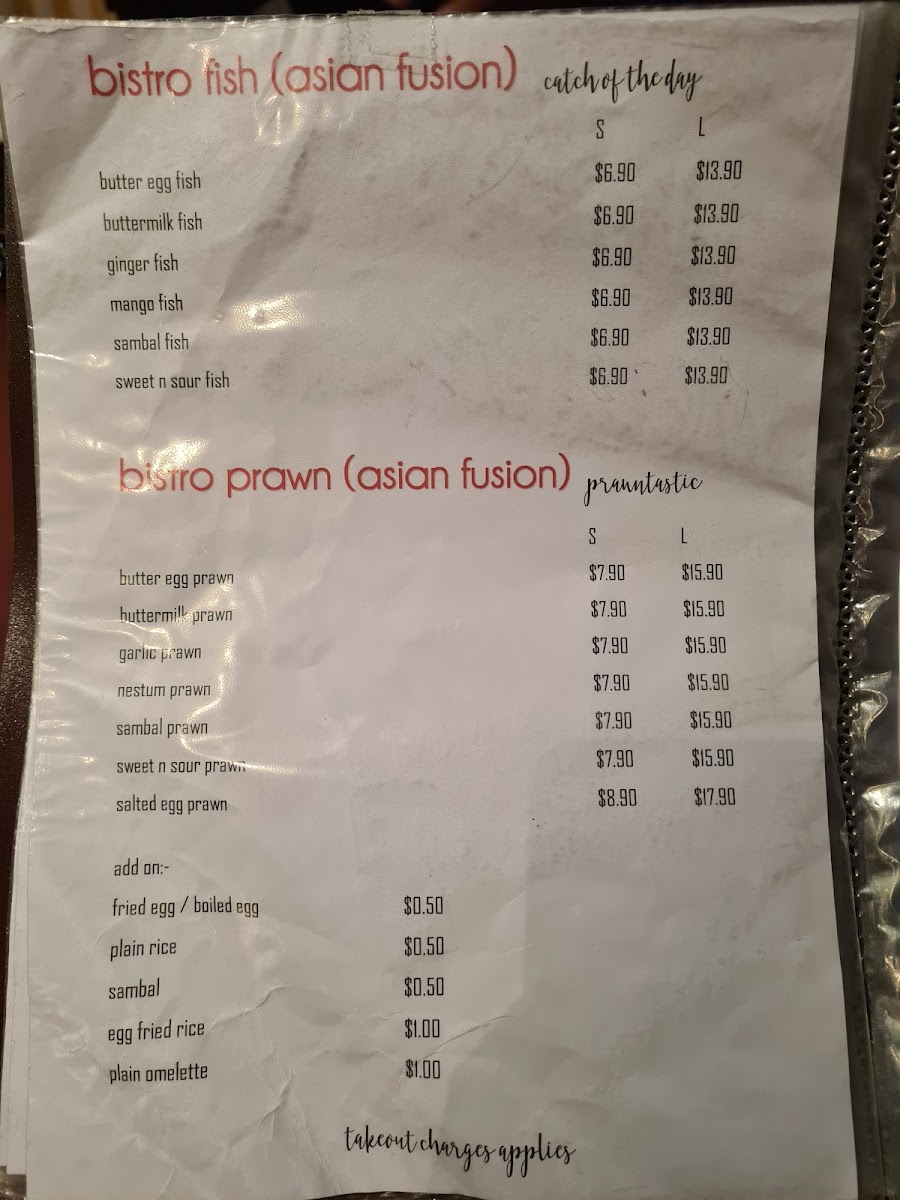 bistro fish (asian fusion) catch of the day
S L
butter egg fish $6.90 $13.90
buttermilk fish $6.90 $13.90
ginger fish $6.90 $13.90
mango fish $6.90 $13.90
sambal fish $6.90 $13.90
sweet n sour fish $6.90 $13.90
bistro prawn (asian fusion) prawntastic
S L
butter egg prawn $7.90 $15.90
buttermilk prawn $7.90 $15.90
garlic prawn $7.90 $15.90
nestum prawn $7.90 $15.90
sambal prawn $7.90 $15.90
sweet n sour prawn $7.90 $15.90
salted egg prawn $8.90 $17.90
add on:-
fried egg / boiled egg $0.50
plain rice $0.50
sambal $0.50
egg fried rice $1.00
plain omelette $1.00
takeout charges applies